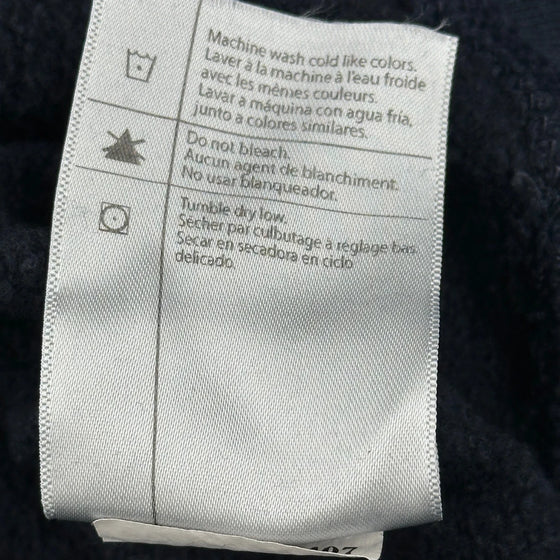 Machine wash cold like colors.
Laver à la machine à l'eau froide
avec les mêmes couleurs.
Lavar a máquina con agua fría,
junto a colores similares.
Do not bleach.
Aucun agent de blanchiment.
No usar blanqueador.
Tumble dry low.
Sécher par culbutage à réglage bas
Secar en secadora en ciclo
delicado.